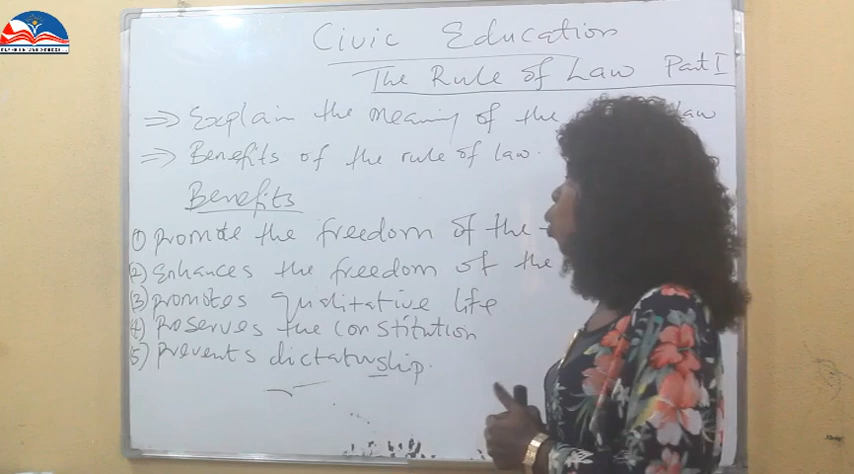 Civic Education
The Rule of Law Part I
⇒ Explain the meaning of the law
⇒ Benefits of the rule of law.
Benefits
① Promote the freedom of the
(2) Enhances the freedom of the
(3) Promotes qualitative life
(4) Preserves the constitution
(5) Prevents dictatorship.